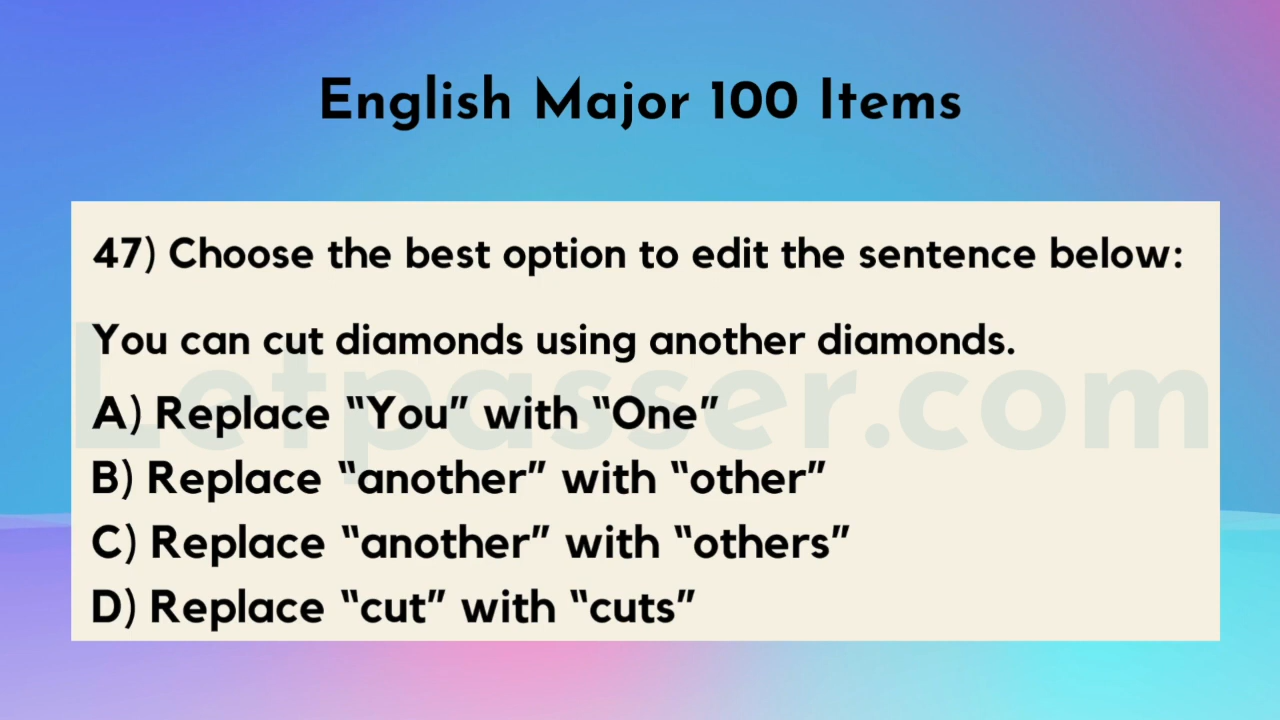 English Major 100 Items
47) Choose the best option to edit the sentence below:
You can cut diamonds using another diamonds.
Letpasser.com
A) Replace “You” with “One”
B) Replace “another” with “other”
C) Replace “another” with “others”
D) Replace “cut” with “cuts”